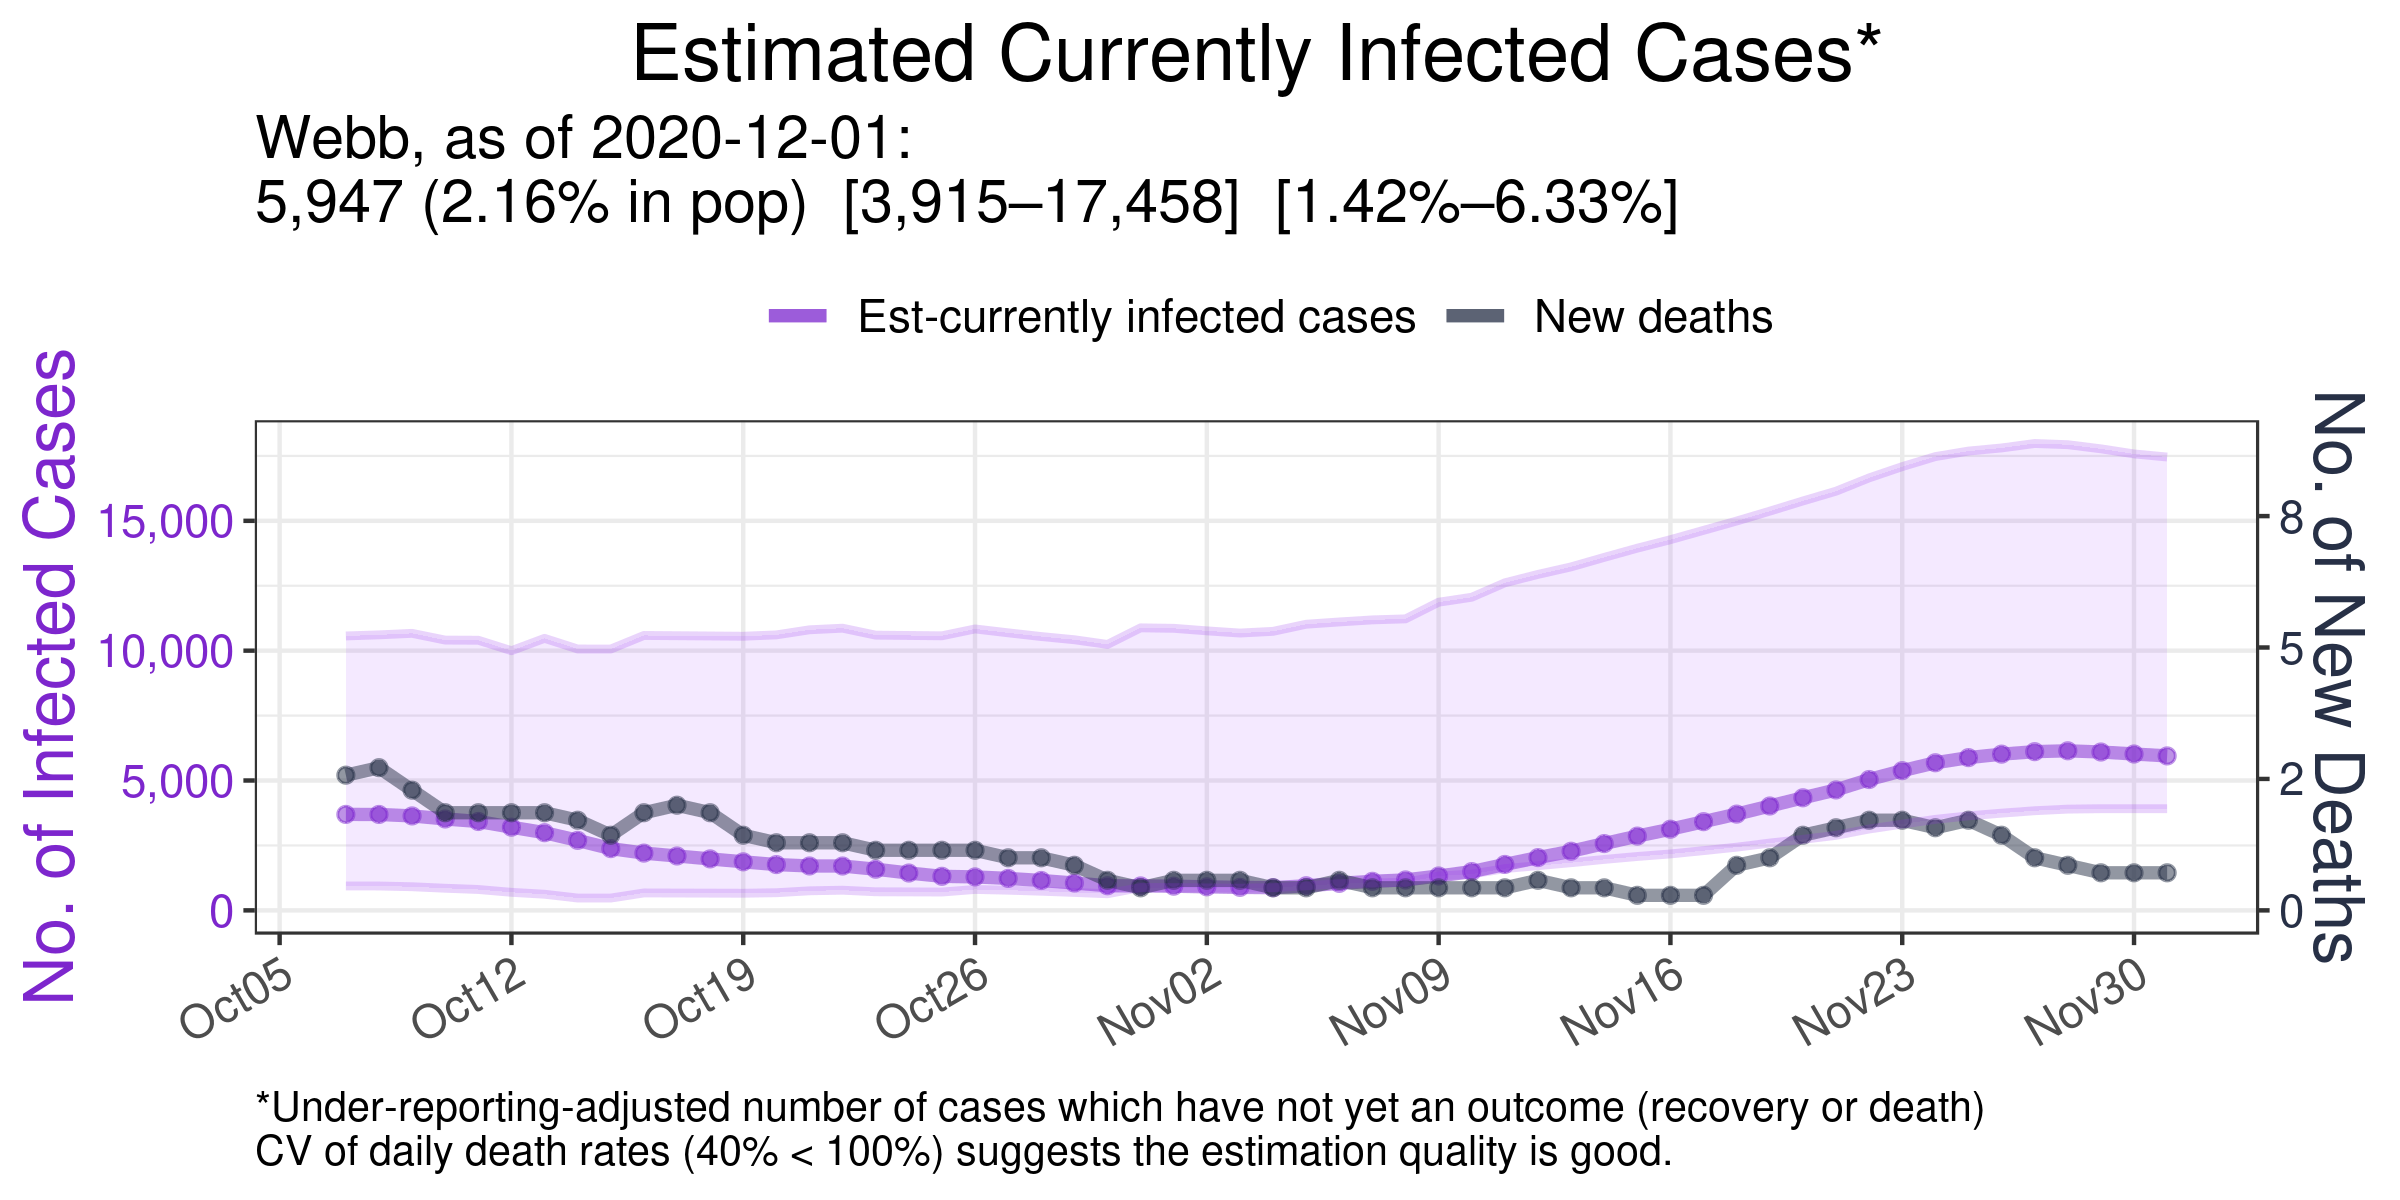 Estimated Currently Infected Cases*
Webb, as of 2020-12-01:
5,947 (2.16% in pop)  [3,915–17,458]  [1.42%–6.33%]
Est-currently infected cases
New deaths
No. of Infected Cases
15,000
10,000
5,000
0
No. of New Deaths
8
5
2
0
Oct05
Oct12
Oct19
Oct26
Nov02
Nov09
Nov16
Nov23
Nov30
*Under-reporting-adjusted number of cases which have not yet an outcome (recovery or death)
CV of daily death rates (40% < 100%) suggests the estimation quality is good.